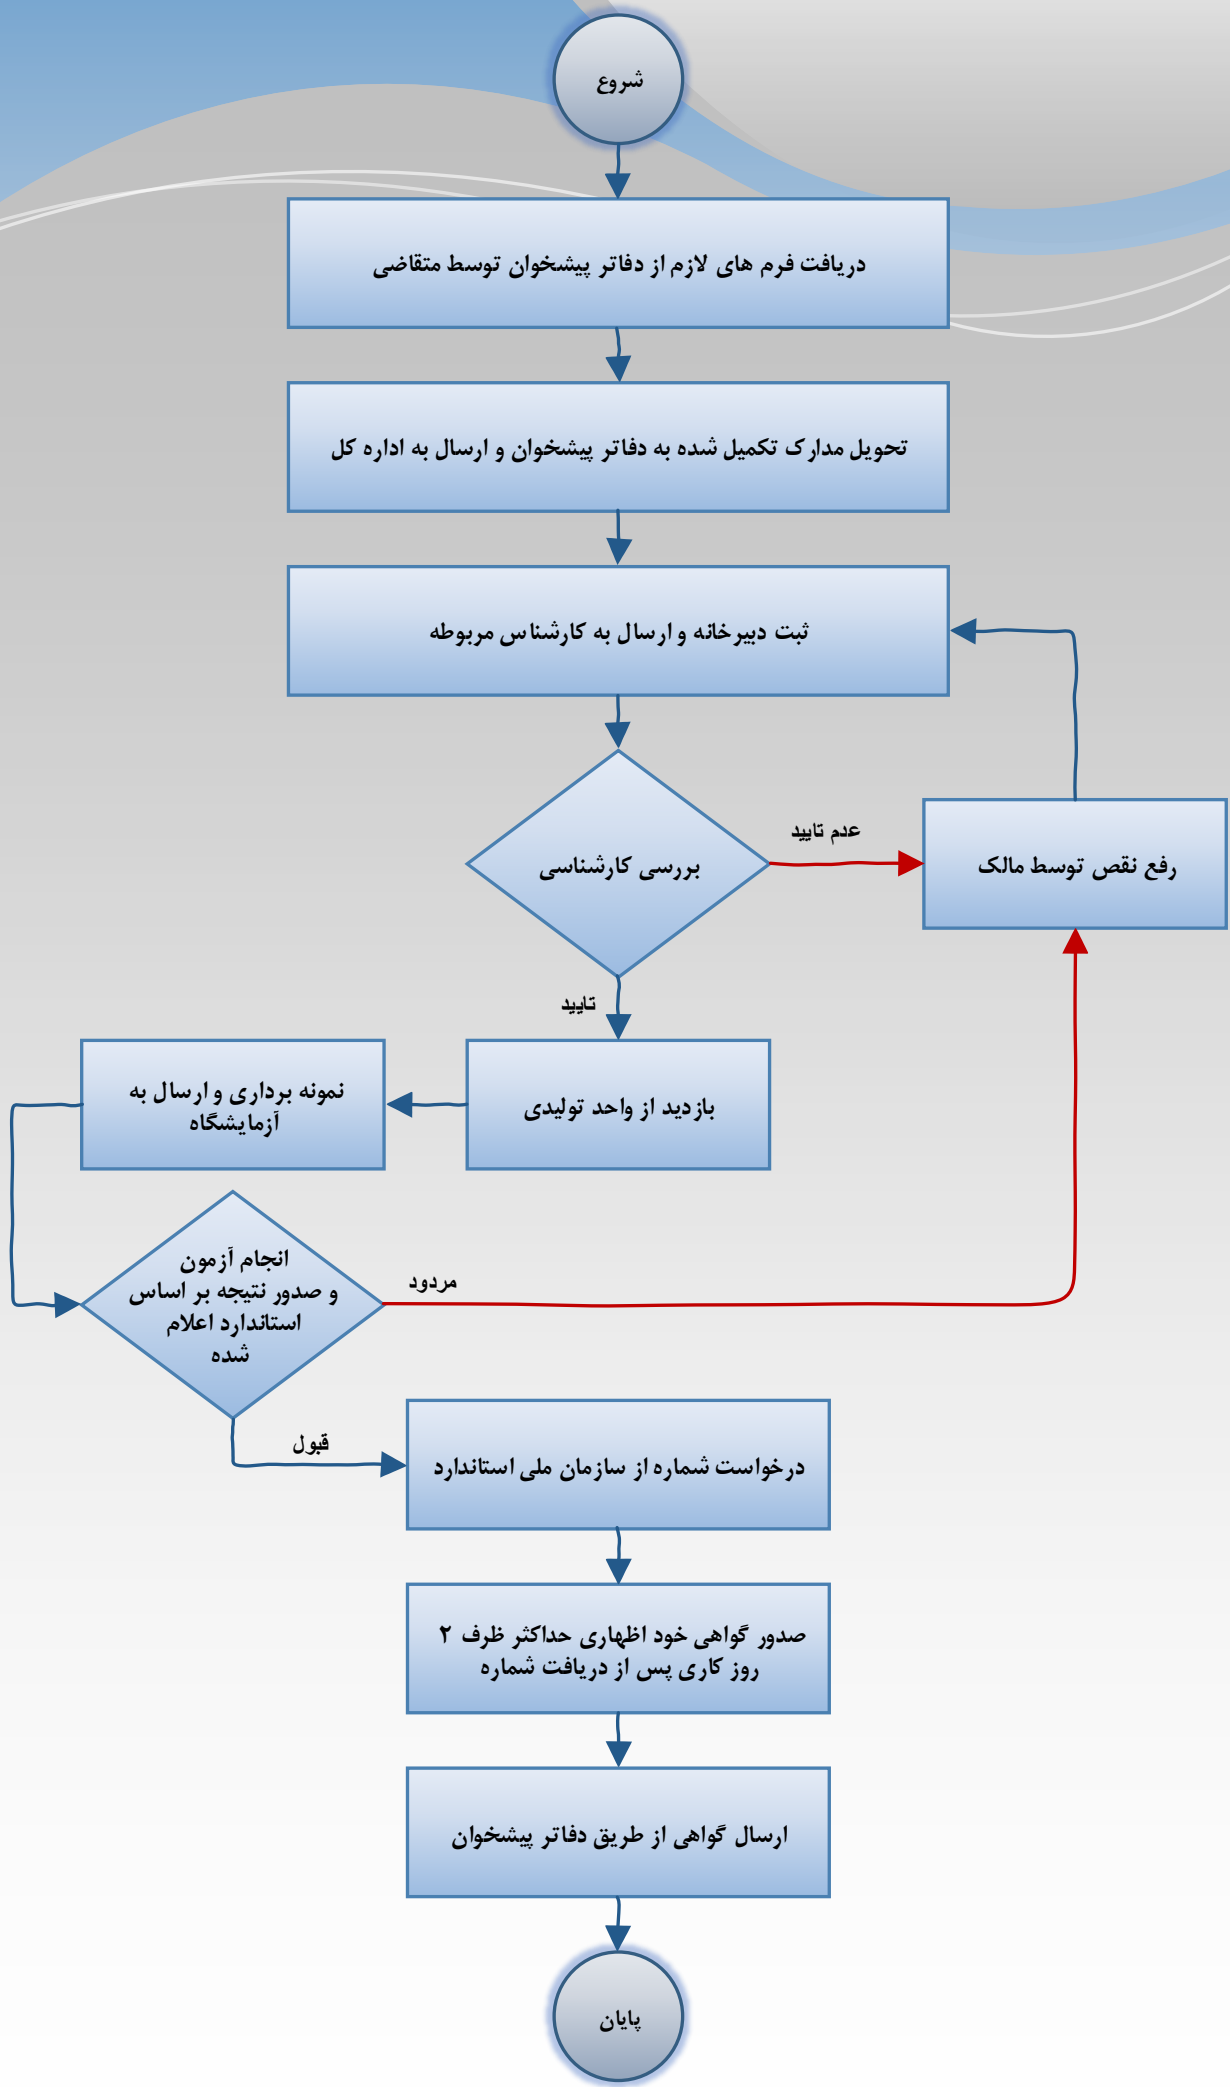 شروع
دریافت فرم های لازم از دفاتر پیشخوان توسط متقاضی
تحویل مدارک تکمیل شده به دفاتر پیشخوان و ارسال به اداره کل
ثبت دبیرخانه و ارسال به کارشناس مربوطه
بررسی کارشناسی
عدم تایید
رفع نقص توسط مالک
تایید
بازدید از واحد تولیدی
نمونه برداری و ارسال به
آزمایشگاه
انجام آزمون
و صدور نتیجه بر اساس
استاندارد اعلام
شده
مردود
قبول
درخواست شماره از سازمان ملی استاندارد
صدور گواهی خود اظهاری حداکثر ظرف ۲
روز کاری پس از دریافت شماره
ارسال گواهی از طریق دفاتر پیشخوان
پایان